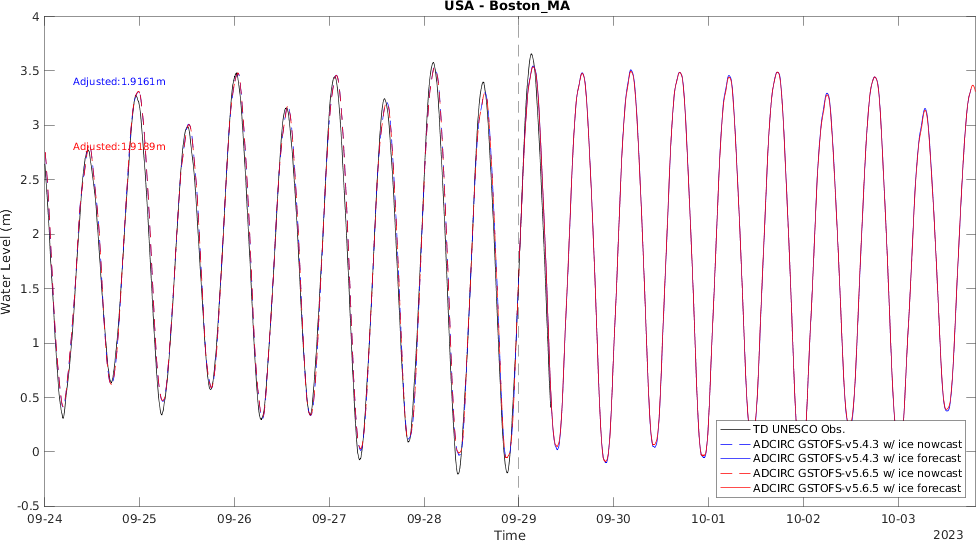 USA - Boston_MA
4
3.5
3
2.5
2
1.5
1
0.5
0
-0.5
Water Level (m)
Adjusted:1.9161m
Adjusted:1.9189m
TD UNESCO Obs.
ADCIRC GSTOFS-v5.4.3 w/ ice nowcast
ADCIRC GSTOFS-v5.4.3 w/ ice forecast
ADCIRC GSTOFS-v5.6.5 w/ ice nowcast
ADCIRC GSTOFS-v5.6.5 w/ ice forecast
09-24 09-25 09-26 09-27 09-28 09-29 09-30 10-01 10-02 10-03
Time
2023